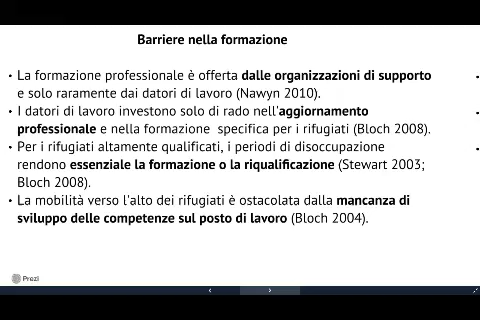 Barriere nella formazione
• La formazione professionale è offerta dalle organizzazioni di supporto
e solo raramente dai datori di lavoro (Nawyn 2010).
• I datori di lavoro investono solo di rado nell'aggiornamento
professionale e nella formazione specifica per i rifugiati (Bloch 2008).
• Per i rifugiati altamente qualificati, i periodi di disoccupazione
rendono essenziale la formazione o la riqualificazione (Stewart 2003;
Bloch 2008).
• La mobilità verso l'alto dei rifugiati è ostacolata dalla mancanza di
sviluppo delle competenze sul posto di lavoro (Bloch 2004).
Prezi